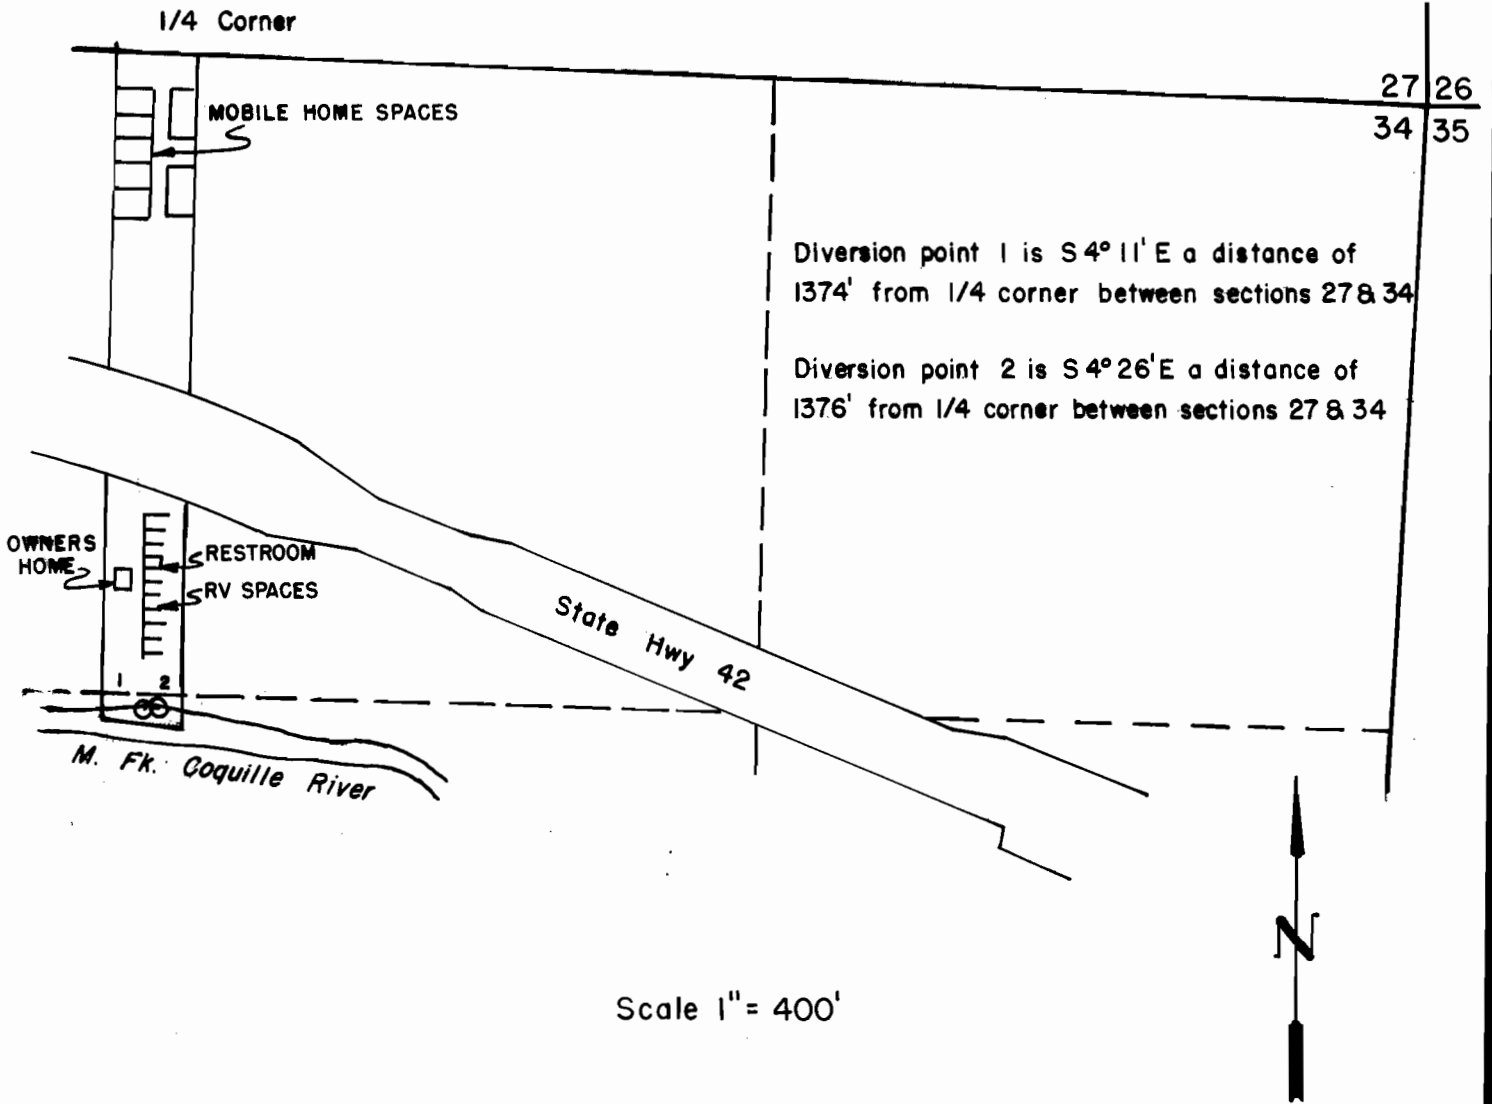 1/4 Corner
27 26
34 35
MOBILE HOME SPACES
Diversion point 1 is S 4° 11' E a distance of
1374' from 1/4 corner between sections 27 & 34
Diversion point 2 is S 4° 26' E a distance of
1376' from 1/4 corner between sections 27 & 34
OWNERS
HOME
RESTROOM
RV SPACES
State Hwy 42
1 2
M. Fk. Coquille River
N
Scale 1" = 400'